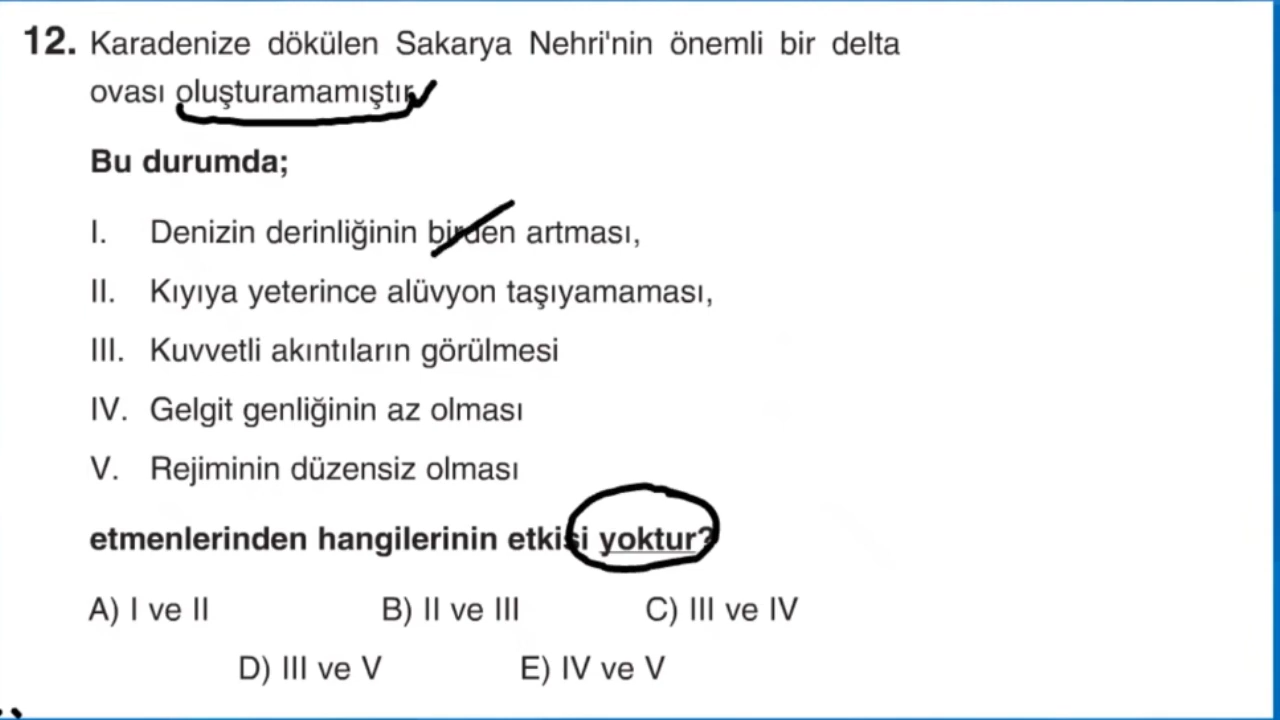 12. Karadenize dökülen Sakarya Nehri'nin önemli bir delta
ovası oluşturamamıştır.
Bu durumda;
I. Denizin derinliğinin birden artması,
II. Kıyıya yeterince alüvyon taşıyamaması,
III. Kuvvetli akıntıların görülmesi
IV. Gelgit genliğinin az olması
V. Rejiminin düzensiz olması
etmenlerinden hangilerinin etkisi yoktur?
A) I ve II B) II ve III C) III ve IV
D) III ve V E) IV ve V